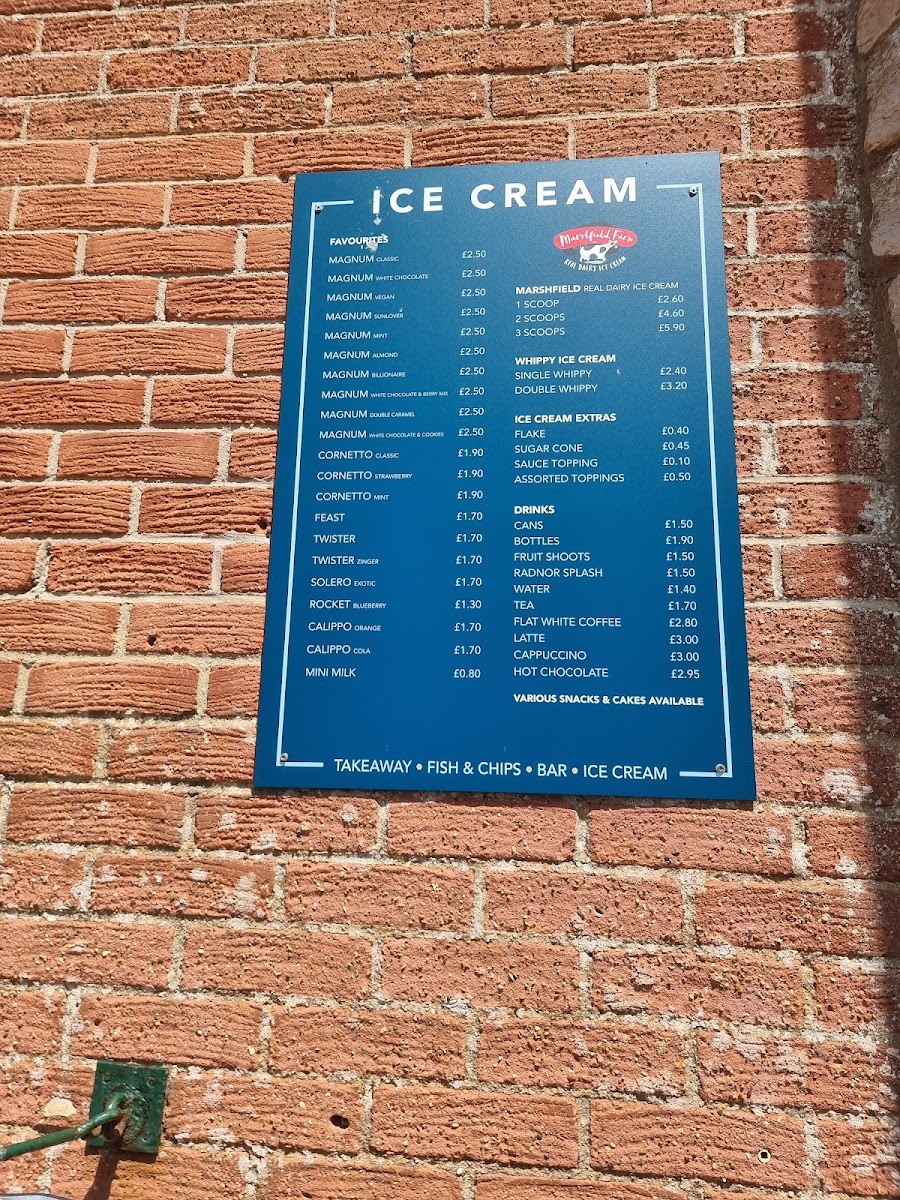 ICE CREAM
FAVOURITES
MAGNUM CLASSIC £2.50
MAGNUM WHITE CHOCOLATE £2.50
MAGNUM VEGAN £2.50
MAGNUM SUNLOVER £2.50
MAGNUM MINT £2.50
MAGNUM ALMOND £2.50
MAGNUM BILLIONAIRE £2.50
MAGNUM WHITE CHOCOLATE & BERRY MIX £2.50
MAGNUM DOUBLE CARAMEL £2.50
MAGNUM WHITE CHOCOLATE & COOKIES £2.50
CORNETTO CLASSIC £1.90
CORNETTO STRAWBERRY £1.90
CORNETTO MINT £1.90
FEAST £1.70
TWISTER £1.70
TWISTER ZINGER £1.70
SOLERO EXOTIC £1.70
ROCKET BLUEBERRY £1.30
CALIPPO ORANGE £1.70
CALIPPO COLA £1.70
MINI MILK £0.80
Marshfield Farm
REAL DAIRY ICE CREAM
MARSHFIELD REAL DAIRY ICE CREAM
1 SCOOP £2.60
2 SCOOPS £4.60
3 SCOOPS £5.90
WHIPPY ICE CREAM
SINGLE WHIPPY £2.40
DOUBLE WHIPPY £3.20
ICE CREAM EXTRAS
FLAKE £0.40
SUGAR CONE £0.45
SAUCE TOPPING £0.10
ASSORTED TOPPINGS £0.50
DRINKS
CANS £1.50
BOTTLES £1.90
FRUIT SHOOTS £1.50
RADNOR SPLASH £1.50
WATER £1.40
TEA £1.70
FLAT WHITE COFFEE £2.80
LATTE £3.00
CAPPUCCINO £3.00
HOT CHOCOLATE £2.95
VARIOUS SNACKS & CAKES AVAILABLE
TAKEAWAY • FISH & CHIPS • BAR • ICE CREAM